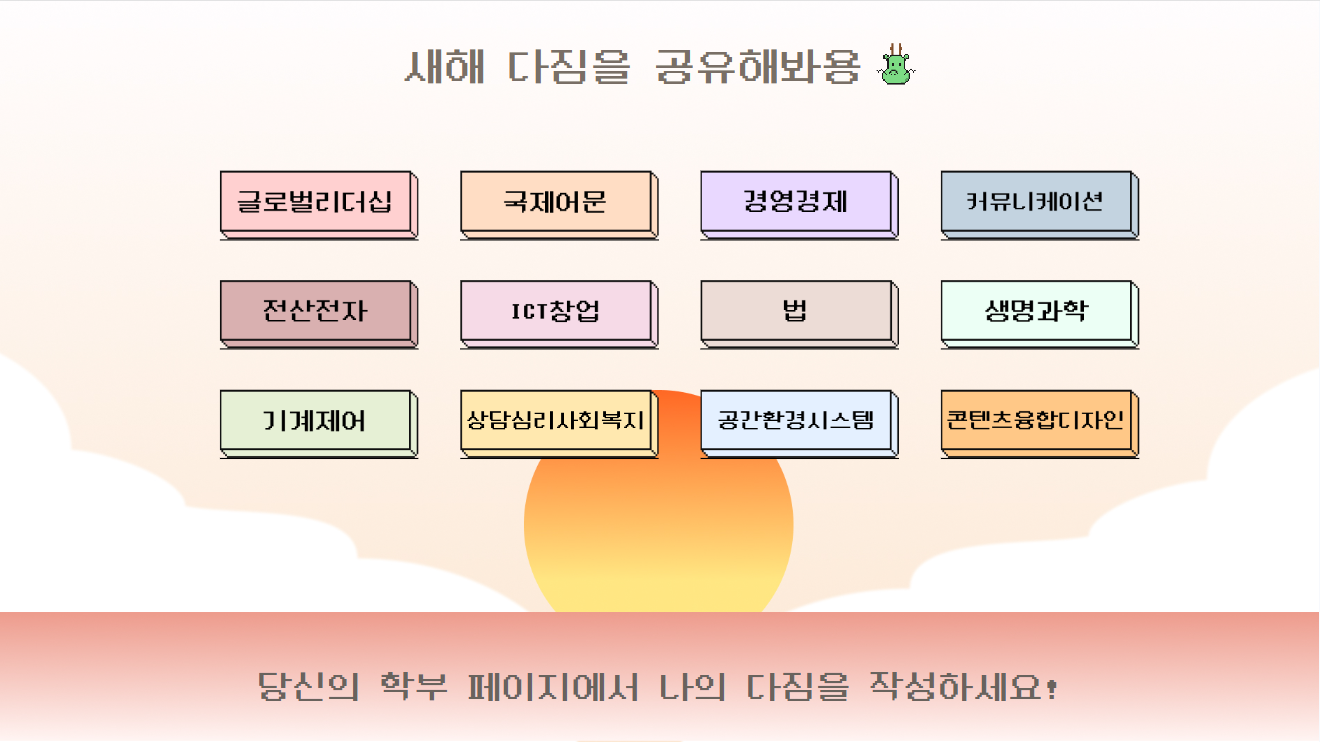 새해 다짐을 공유해봐용
글로벌리더십
국제어문
경영경제
커뮤니케이션
전산전자
ICT창업
법
생명과학
기계제어
상담심리사회복지
공간환경시스템
콘텐츠융합디자인
당신의 학부 페이지에서 나의 다짐을 작성하세요!